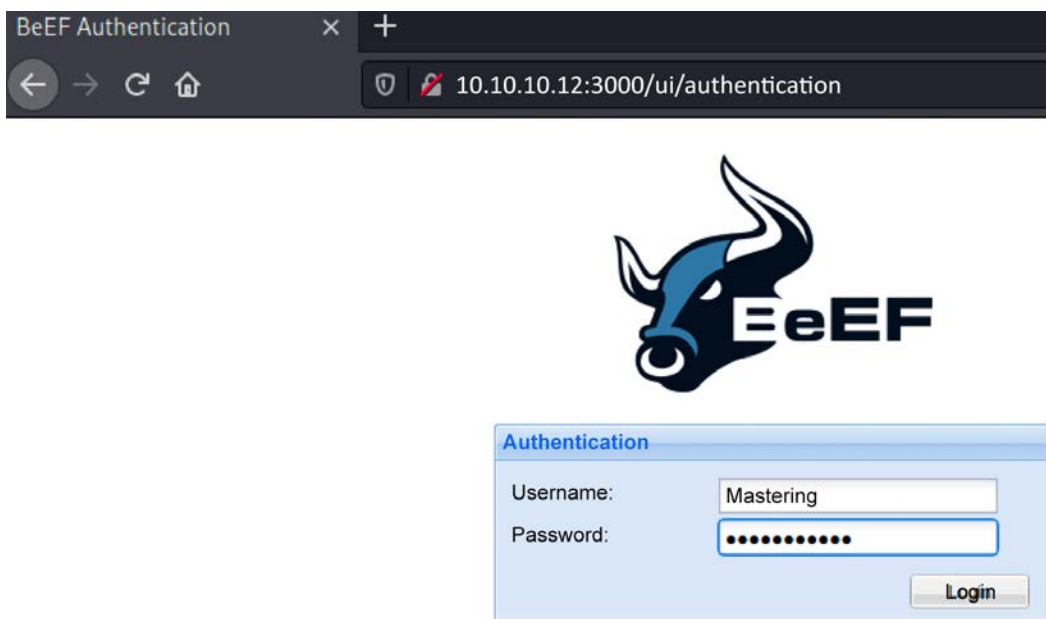 BeEF Authentication
10.10.10.12:3000/ui/authentication
BeEF
Authentication
Username: Mastering
Password: •••••••••••
Login